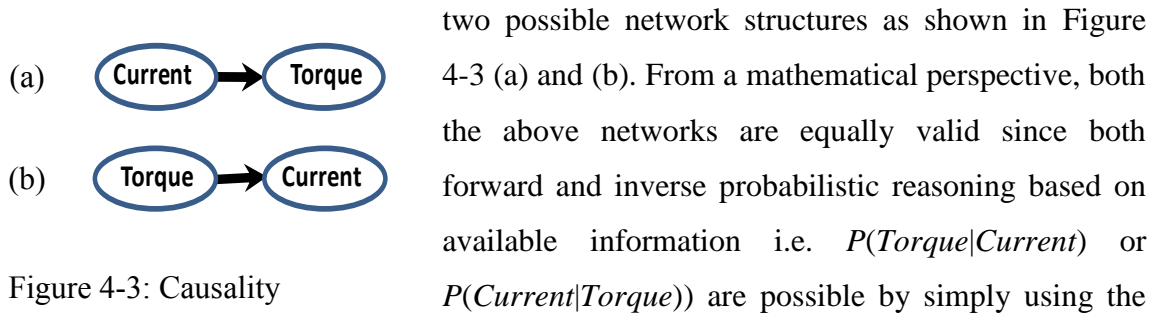 (a) Current Torque
(b) Torque Current
Figure 4-3: Causality
two possible network structures as shown in Figure
4-3 (a) and (b). From a mathematical perspective, both
the above networks are equally valid since both
forward and inverse probabilistic reasoning based on
available information i.e. P(Torque|Current) or
P(Current|Torque)) are possible by simply using the